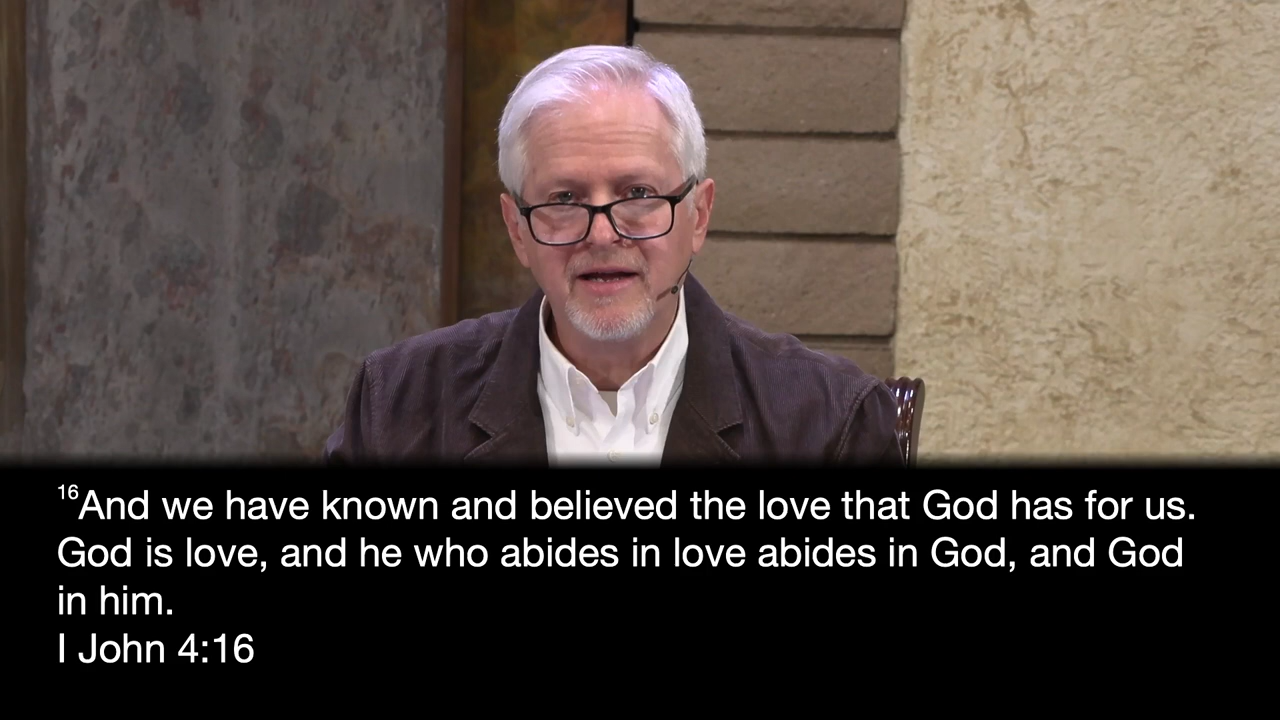 16And we have known and believed the love that God has for us.
God is love, and he who abides in love abides in God, and God
in him.
I John 4:16